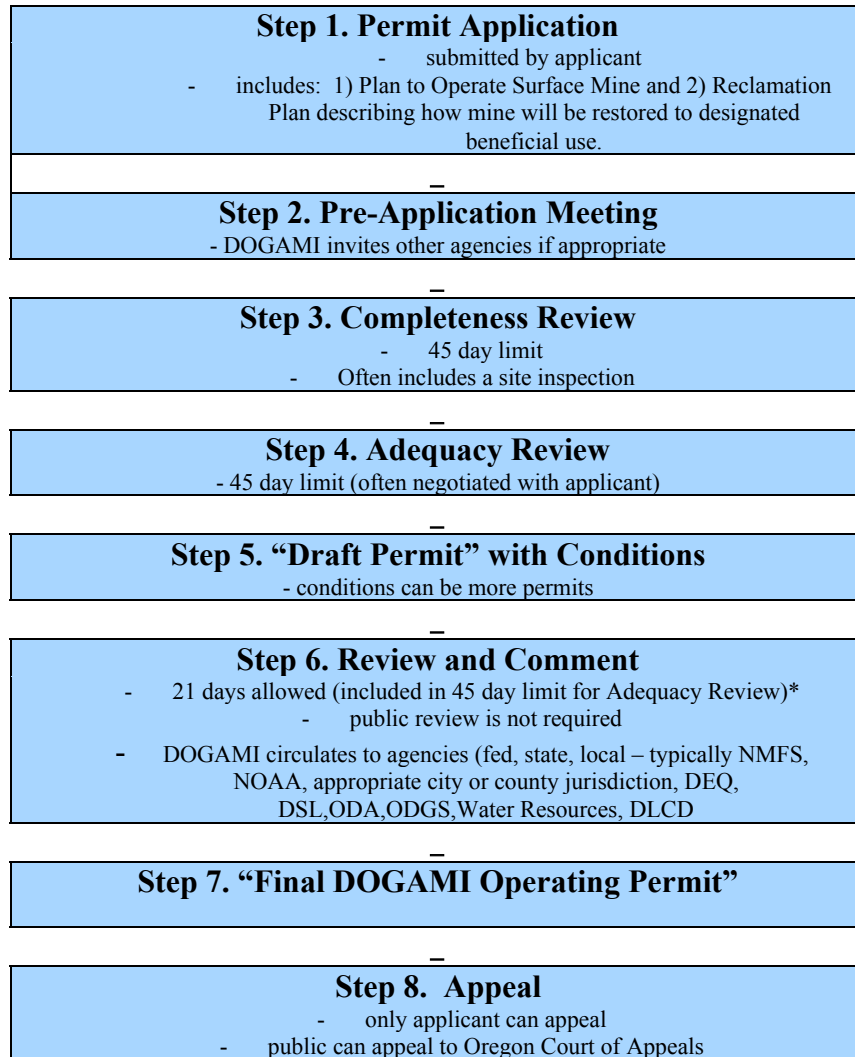 Step 1. Permit Application
- submitted by applicant
- includes: 1) Plan to Operate Surface Mine and 2) Reclamation
Plan describing how mine will be restored to designated
beneficial use.
–
Step 2. Pre-Application Meeting
- DOGAMI invites other agencies if appropriate
–
Step 3. Completeness Review
- 45 day limit
- Often includes a site inspection
–
Step 4. Adequacy Review
- 45 day limit (often negotiated with applicant)
–
Step 5. “Draft Permit” with Conditions
- conditions can be more permits
–
Step 6. Review and Comment
- 21 days allowed (included in 45 day limit for Adequacy Review)*
- public review is not required
- DOGAMI circulates to agencies (fed, state, local – typically NMFS,
NOAA, appropriate city or county jurisdiction, DEQ,
DSL,ODA,ODGS,Water Resources, DLCD
–
Step 7. “Final DOGAMI Operating Permit”
–
Step 8. Appeal
- only applicant can appeal
- public can appeal to Oregon Court of Appeals